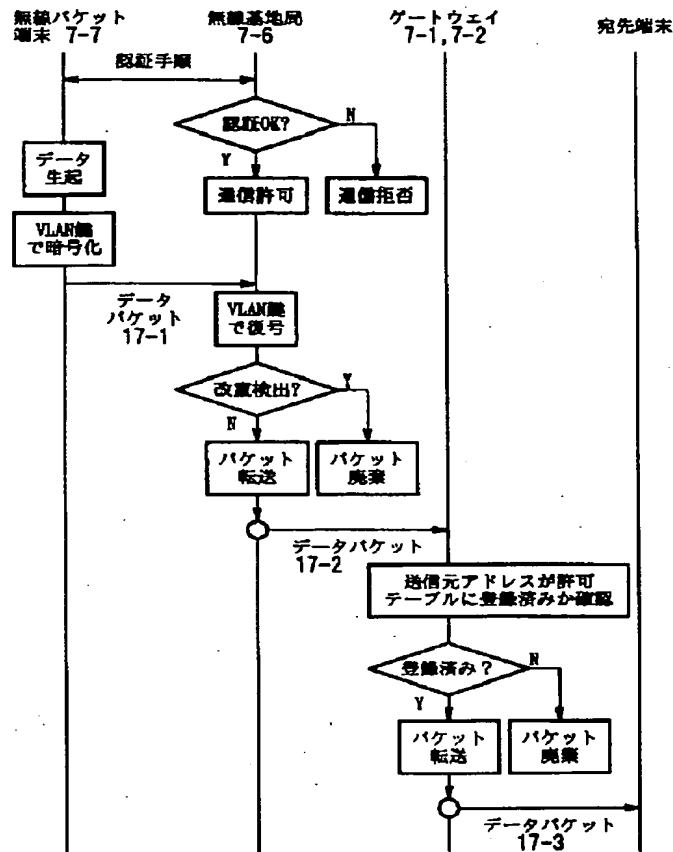 無線パケット
端末 7-7
無線基地局
7-6
ゲートウェイ
7-1,7-2
宛先端末
認証手順
認証OK?
N
Y
データ
生起
通信許可
通信拒否
VLAN鍵
で暗号化
データ
パケット
17-1
VLAN鍵
で復号
改竄検出?
Y
N
パケット
転送
パケット
廃棄
データパケット
17-2
送信元アドレスが許可
テーブルに登録済みか確認
登録済み?
N
Y
パケット
転送
パケット
廃棄
データパケット
17-3